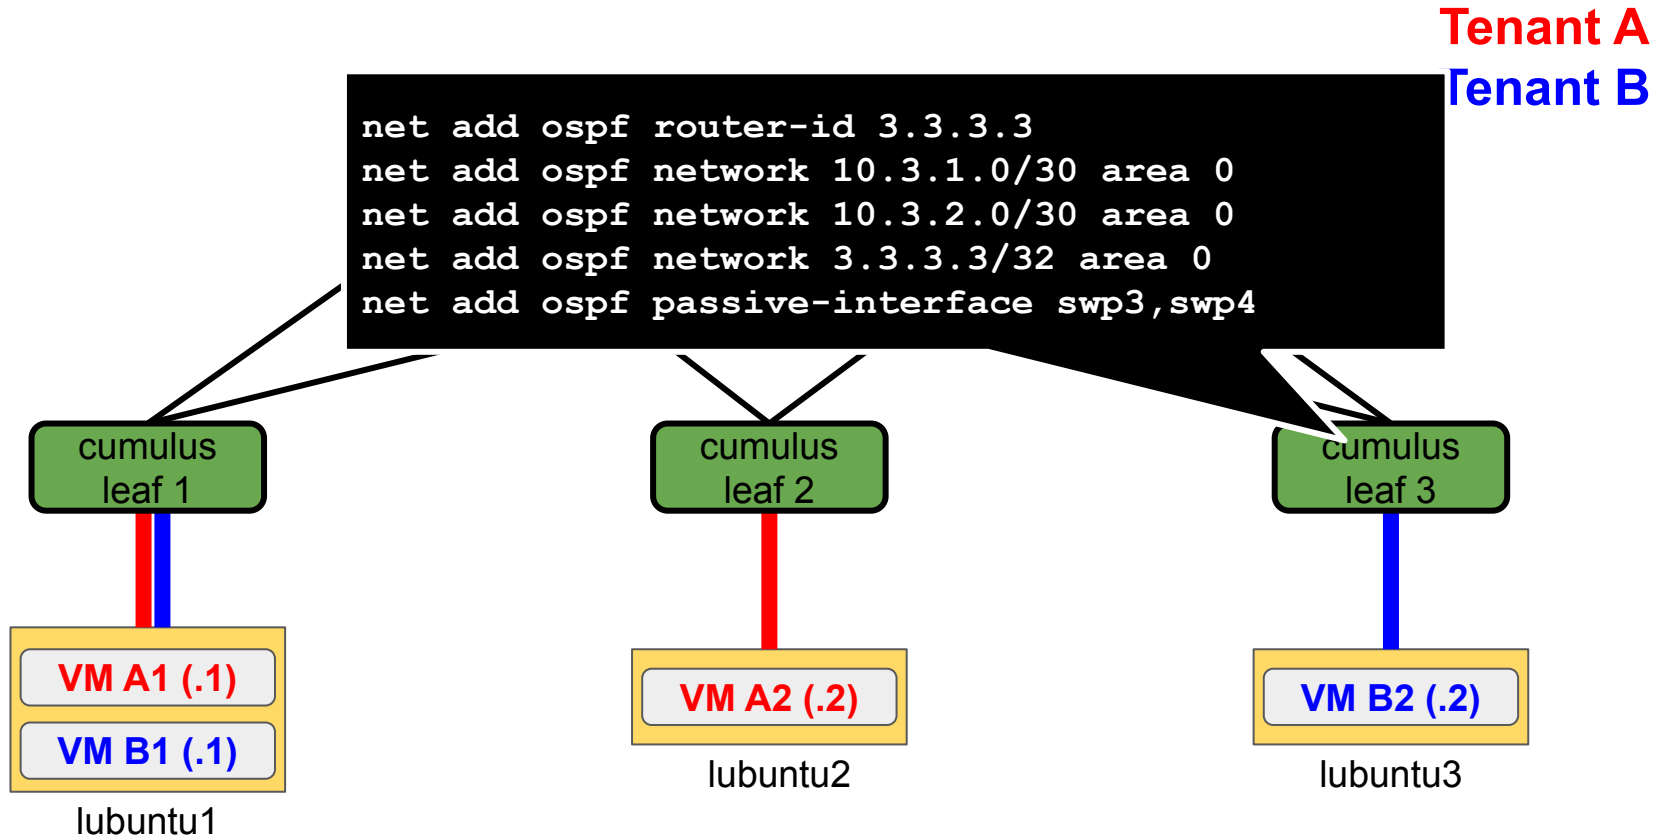 Tenant A
Tenant B
net add ospf router-id 3.3.3.3
net add ospf network 10.3.1.0/30 area 0
net add ospf network 10.3.2.0/30 area 0
net add ospf network 3.3.3.3/32 area 0
net add ospf passive-interface swp3,swp4
cumulus
leaf 1
cumulus
leaf 2
cumulus
leaf 3
VM A1 (.1)
VM B1 (.1)
lubuntu1
VM A2 (.2)
lubuntu2
VM B2 (.2)
lubuntu3